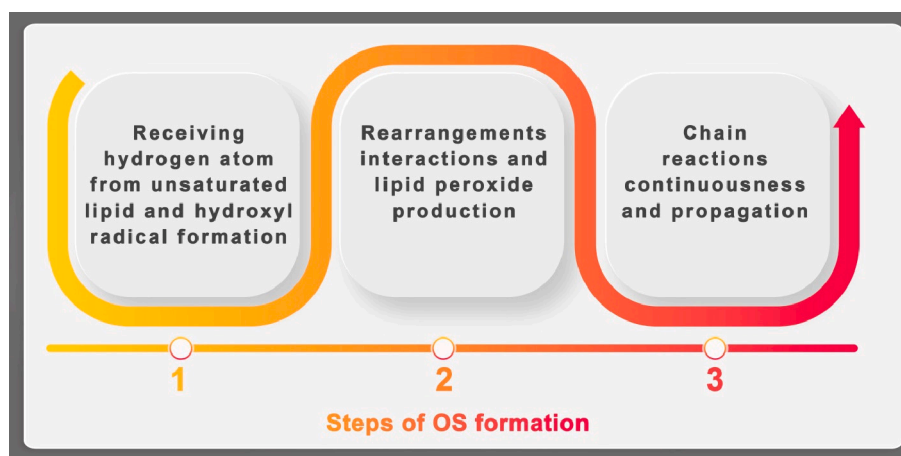 Receiving
hydrogen atom
from unsaturated
lipid and hydroxyl
radical formation
Rearrangements
interactions and
lipid peroxide
production
Chain
reactions
continuousness
and propagation
1
2
3
Steps of OS formation